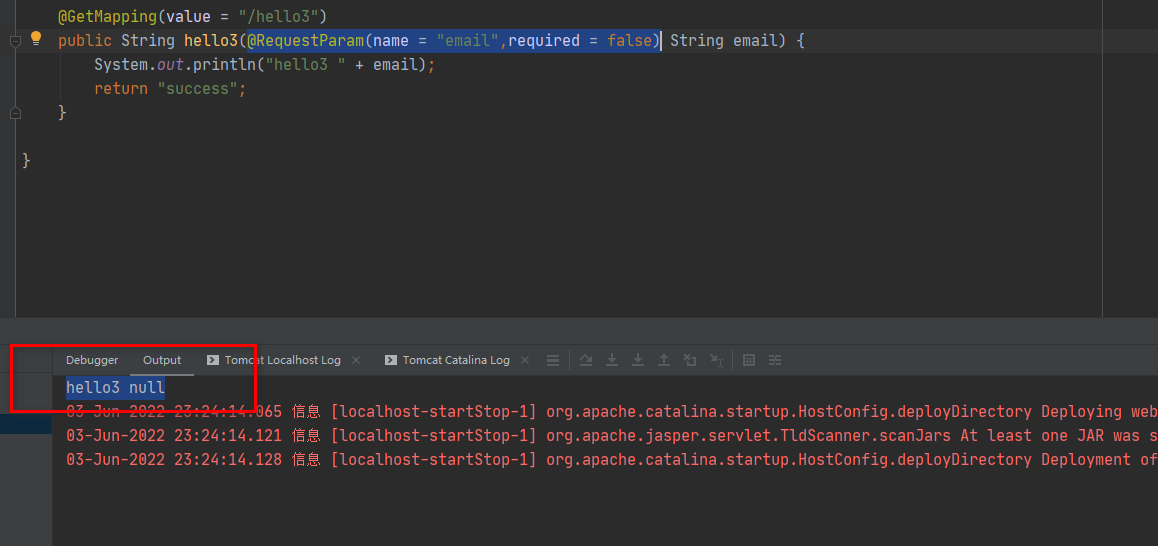 @GetMapping(value = "/hello3")
public String hello3(@RequestParam(name = "email",required = false) String email) {
System.out.println("hello3 " + email);
return "success";
}
}
Debugger Output Tomcat Localhost Log Tomcat Catalina Log
hello3 null
03-Jun-2022 23:24:14.065 信息 [localhost-startStop-1] org.apache.catalina.startup.HostConfig.deployDirectory Deploying web
03-Jun-2022 23:24:14.121 信息 [localhost-startStop-1] org.apache.jasper.servlet.TldScanner.scanJars At least one JAR was s
03-Jun-2022 23:24:14.128 信息 [localhost-startStop-1] org.apache.catalina.startup.HostConfig.deployDirectory Deployment of